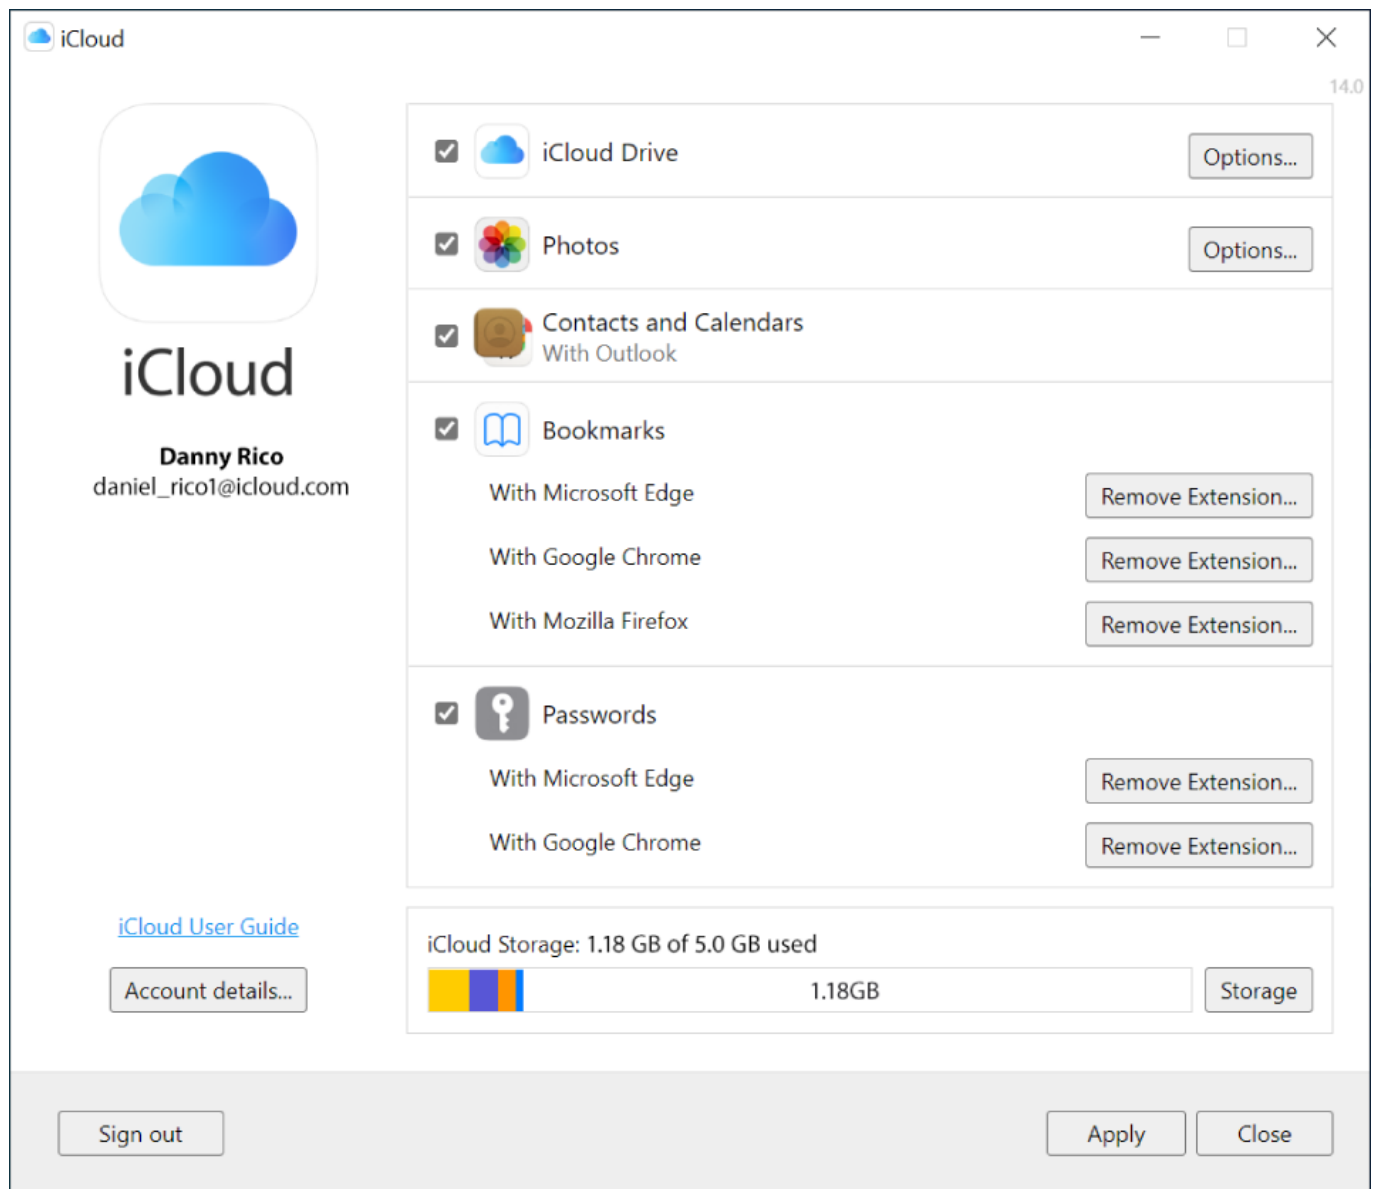 iCloud
14.0
iCloud
Danny Rico
daniel_rico1@icloud.com
iCloud User Guide
Account details...
iCloud Drive
Options...
Photos
Options...
Contacts and Calendars
With Outlook
Bookmarks
With Microsoft Edge
Remove Extension...
With Google Chrome
Remove Extension...
With Mozilla Firefox
Remove Extension...
Passwords
With Microsoft Edge
Remove Extension...
With Google Chrome
Remove Extension...
iCloud Storage: 1.18 GB of 5.0 GB used
1.18GB
Storage
Sign out
Apply
Close